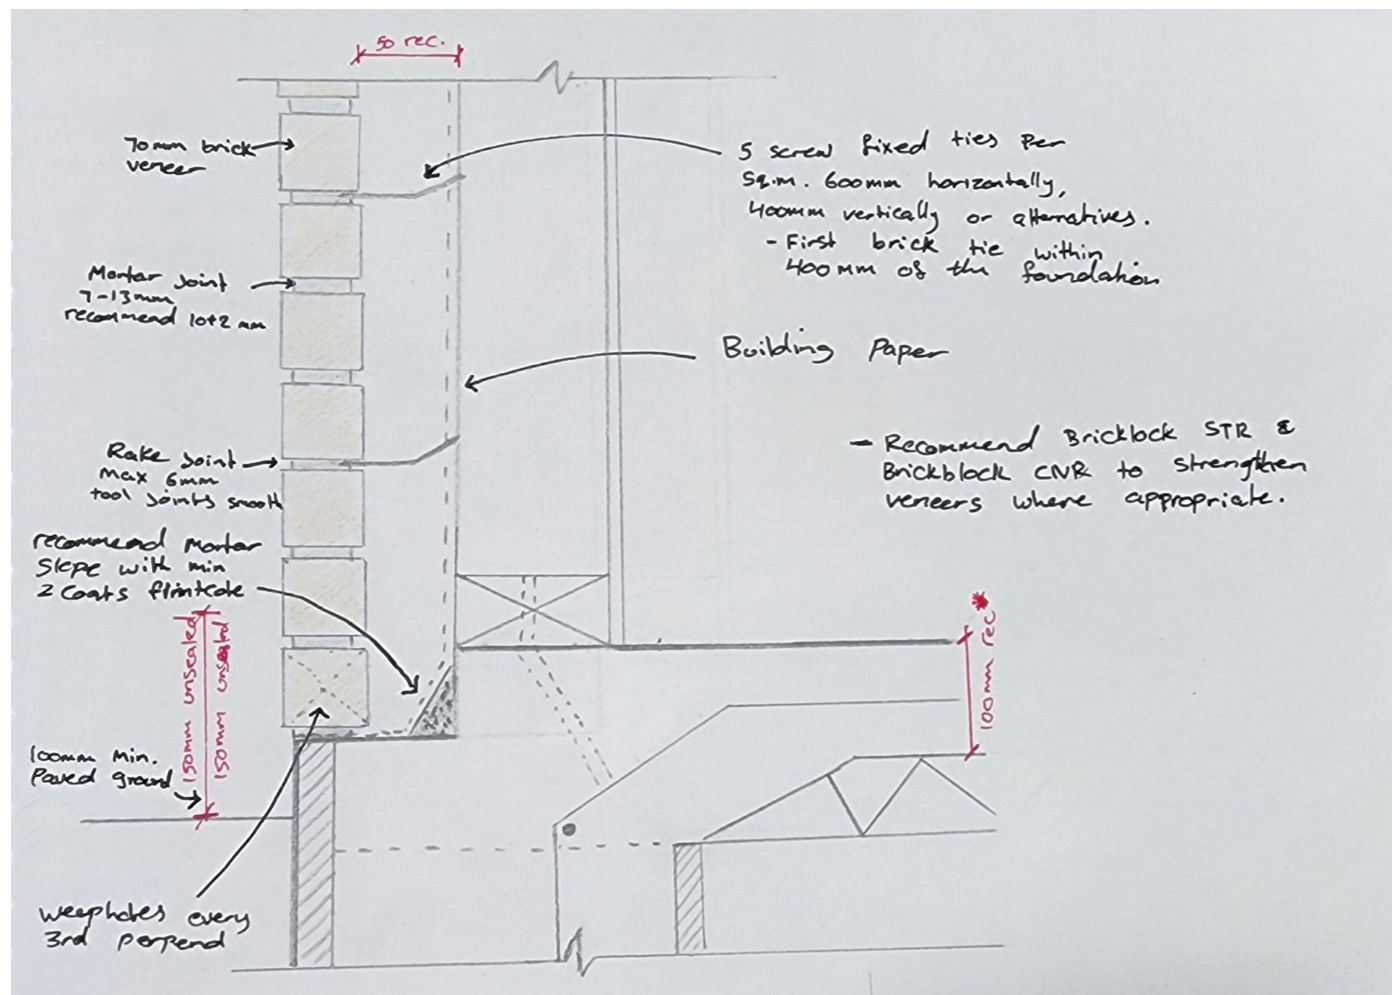 50 rec.
70mm brick
veneer
5 screw fixed ties Per
Sq.m. 600mm horizontally,
400mm vertically or alternatives.
- First brick tie within
400mm of the foundation
Mortar Joint
7-13mm
recommend 10±2 mm
Building Paper
- Recommend Bricklock STR &
Brickblock CNR to strengthen
veneers where appropriate.
Rake Joint
max 6mm
tool Joints smooth
recommend Mortar
Slope with min
2 coats flintkote
150mm unsealed
150mm unsealed
100mm rec*
100mm Min.
Paved ground
weepholes every
3rd perpend